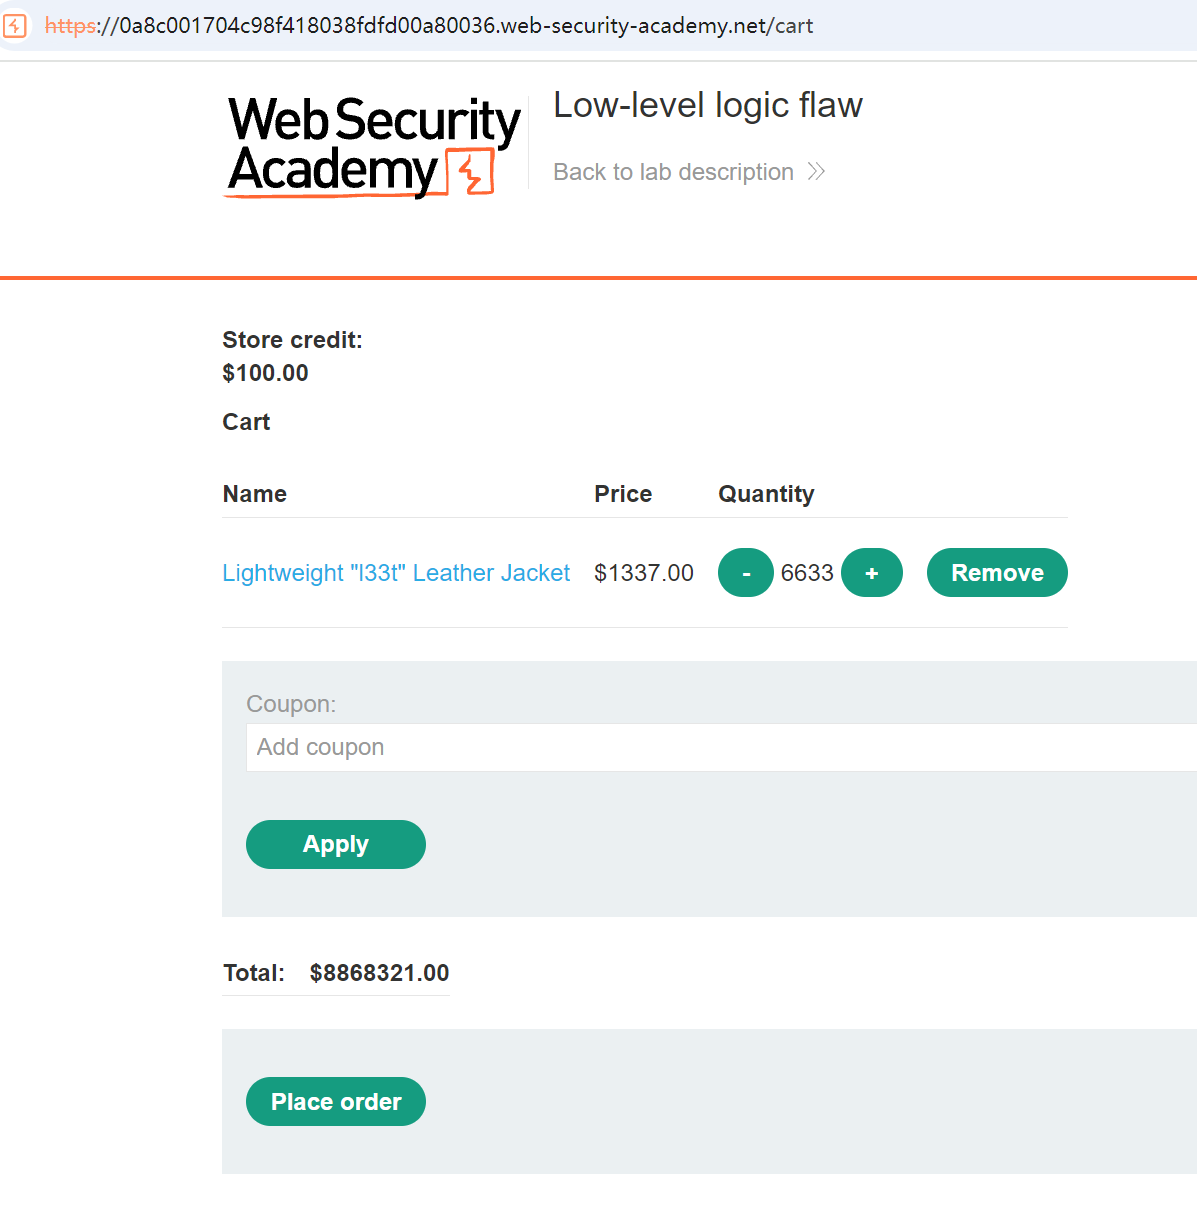 https://0a8c001704c98f418038fdfd00a80036.web-security-academy.net/cart
Web Security
Academy
Low-level logic flaw
Back to lab description
Store credit:
$100.00
Cart
Name Price Quantity
Lightweight "l33t" Leather Jacket $1337.00 - 6633 + Remove
Coupon:
Add coupon
Apply
Total: $8868321.00
Place order